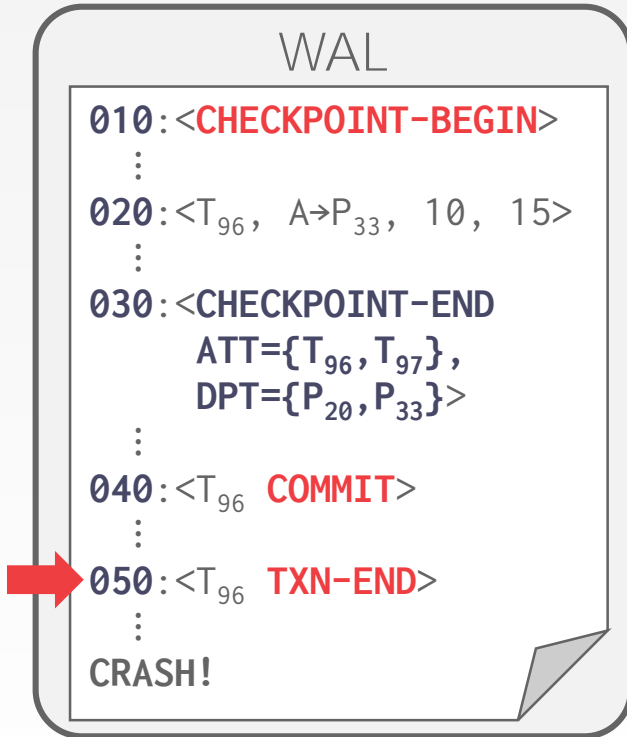 WAL
010:<CHECKPOINT-BEGIN>
⋮
020:<T₉₆, A→P₃₃, 10, 15>
⋮
030:<CHECKPOINT-END
ATT={T₉₆,T₉₇},
DPT={P₂₀,P₃₃}>
⋮
040:<T₉₆ COMMIT>
⋮
050:<T₉₆ TXN-END>
⋮
CRASH!